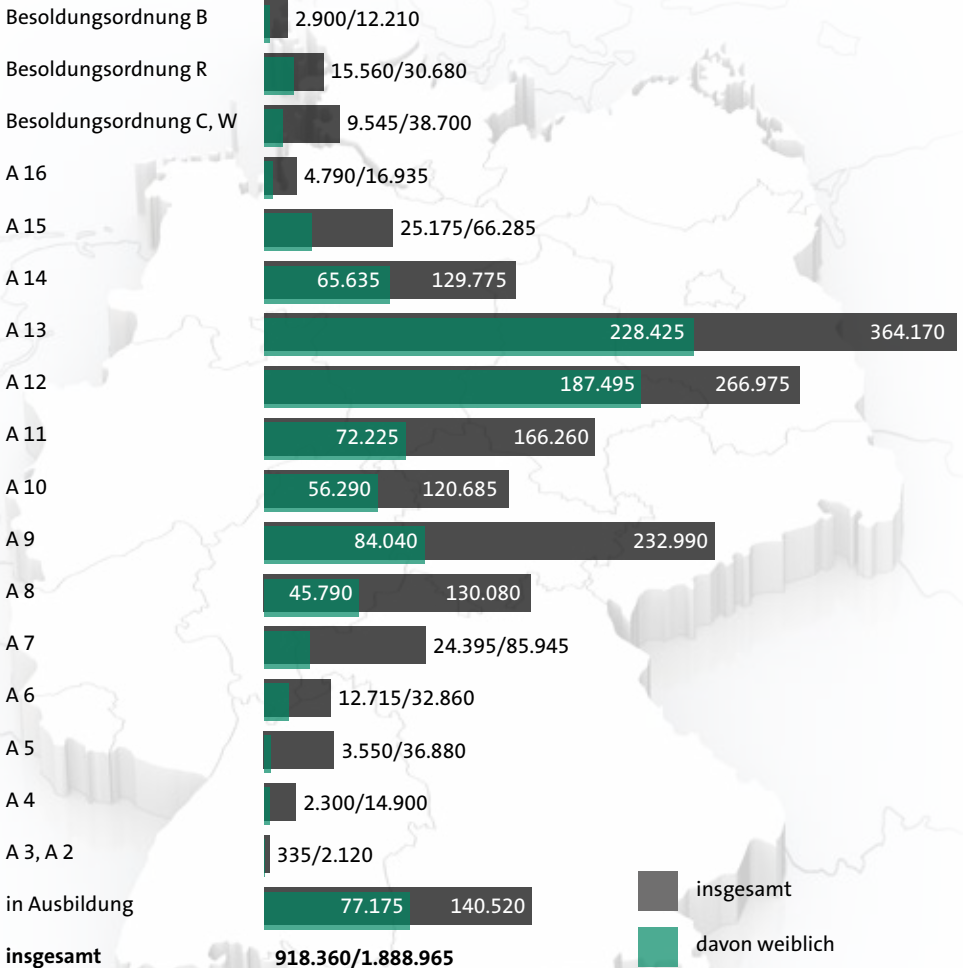 Besoldungsordnung B 2.900/12.210
Besoldungsordnung R 15.560/30.680
Besoldungsordnung C, W 9.545/38.700
A 16 4.790/16.935
A 15 25.175/66.285
A 14 65.635 129.775
A 13 228.425 364.170
A 12 187.495 266.975
A 11 72.225 166.260
A 10 56.290 120.685
A 9 84.040 232.990
A 8 45.790 130.080
A 7 24.395/85.945
A 6 12.715/32.860
A 5 3.550/36.880
A 4 2.300/14.900
A 3, A 2 335/2.120
in Ausbildung 77.175 140.520
insgesamt 918.360/1.888.965
insgesamt
davon weiblich